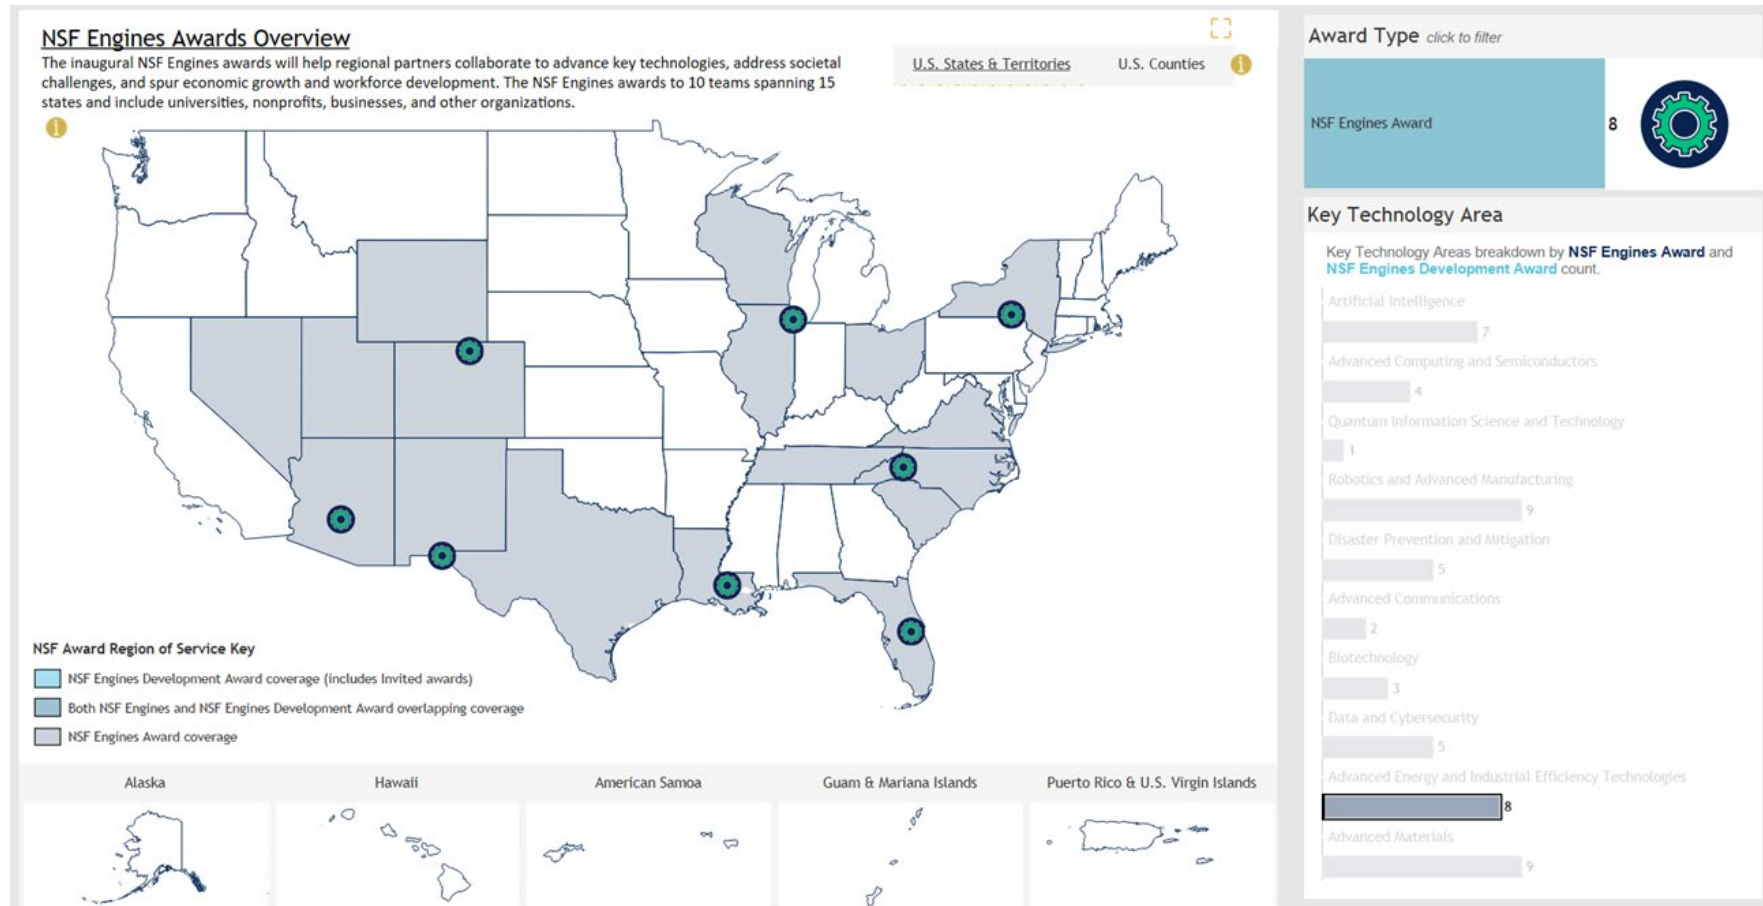 NSF Engines Awards Overview
The inaugural NSF Engines awards will help regional partners collaborate to advance key technologies, address societal
challenges, and spur economic growth and workforce development. The NSF Engines awards to 10 teams spanning 15
states and include universities, nonprofits, businesses, and other organizations.
U.S. States & Territories
U.S. Counties
i
i
NSF Award Region of Service Key
NSF Engines Development Award coverage (includes Invited awards)
Both NSF Engines and NSF Engines Development Award overlapping coverage
NSF Engines Award coverage
Alaska
Hawaii
American Samoa
Guam & Mariana Islands
Puerto Rico & U.S. Virgin Islands
Award Type click to filter
NSF Engines Award
8
Key Technology Area
Key Technology Areas breakdown by NSF Engines Award and
NSF Engines Development Award count.
Artificial Intelligence
7
Advanced Computing and Semiconductors
4
Quantum Information Science and Technology
1
Robotics and Advanced Manufacturing
9
Disaster Prevention and Mitigation
5
Advanced Communications
2
Biotechnology
3
Data and Cybersecurity
5
Advanced Energy and Industrial Efficiency Technologies
8
Advanced Materials
9